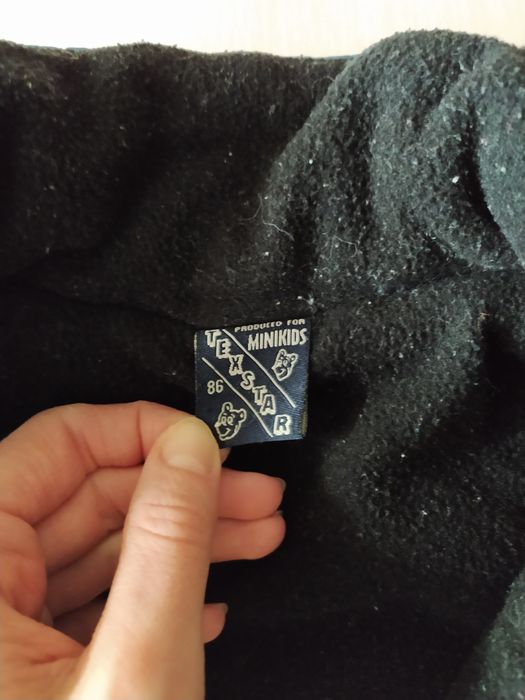 PRODUCED FOR
MINIKIDS
TEXSTAR
86